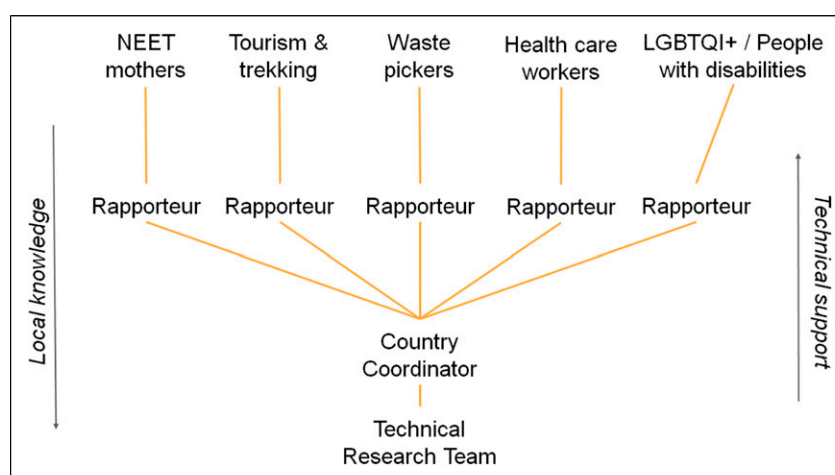 NEET
mothers
Tourism &
trekking
Waste
pickers
Health care
workers
LGBTQI+ / People
with disabilities
Local knowledge
Technical support
Rapporteur
Rapporteur
Rapporteur
Rapporteur
Rapporteur
Country
Coordinator
Technical
Research Team